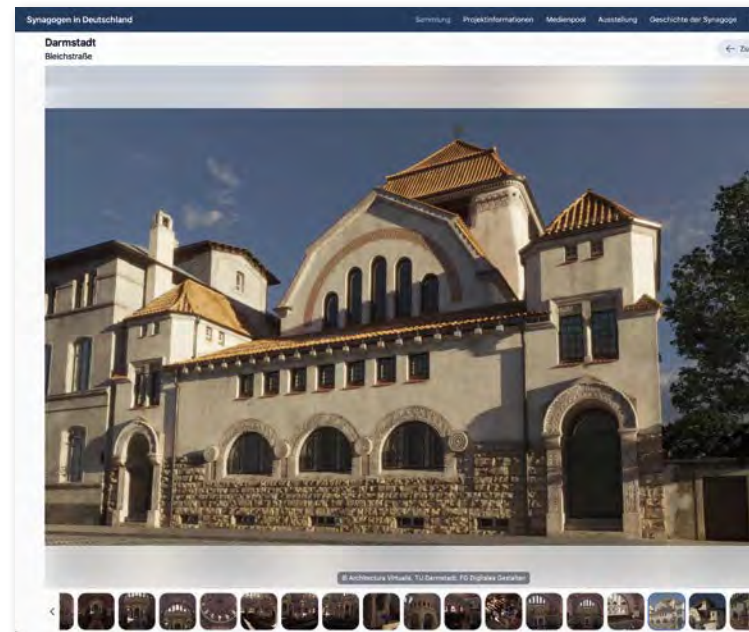 Synagogen in Deutschland
Sammlung Projektinformationen Medienpool Ausstellung Geschichte der Synagoge
Darmstadt
Bleichstraße
← Zu
© Architectura Virtualis, TU Darmstadt, FG Digitales Gestalten